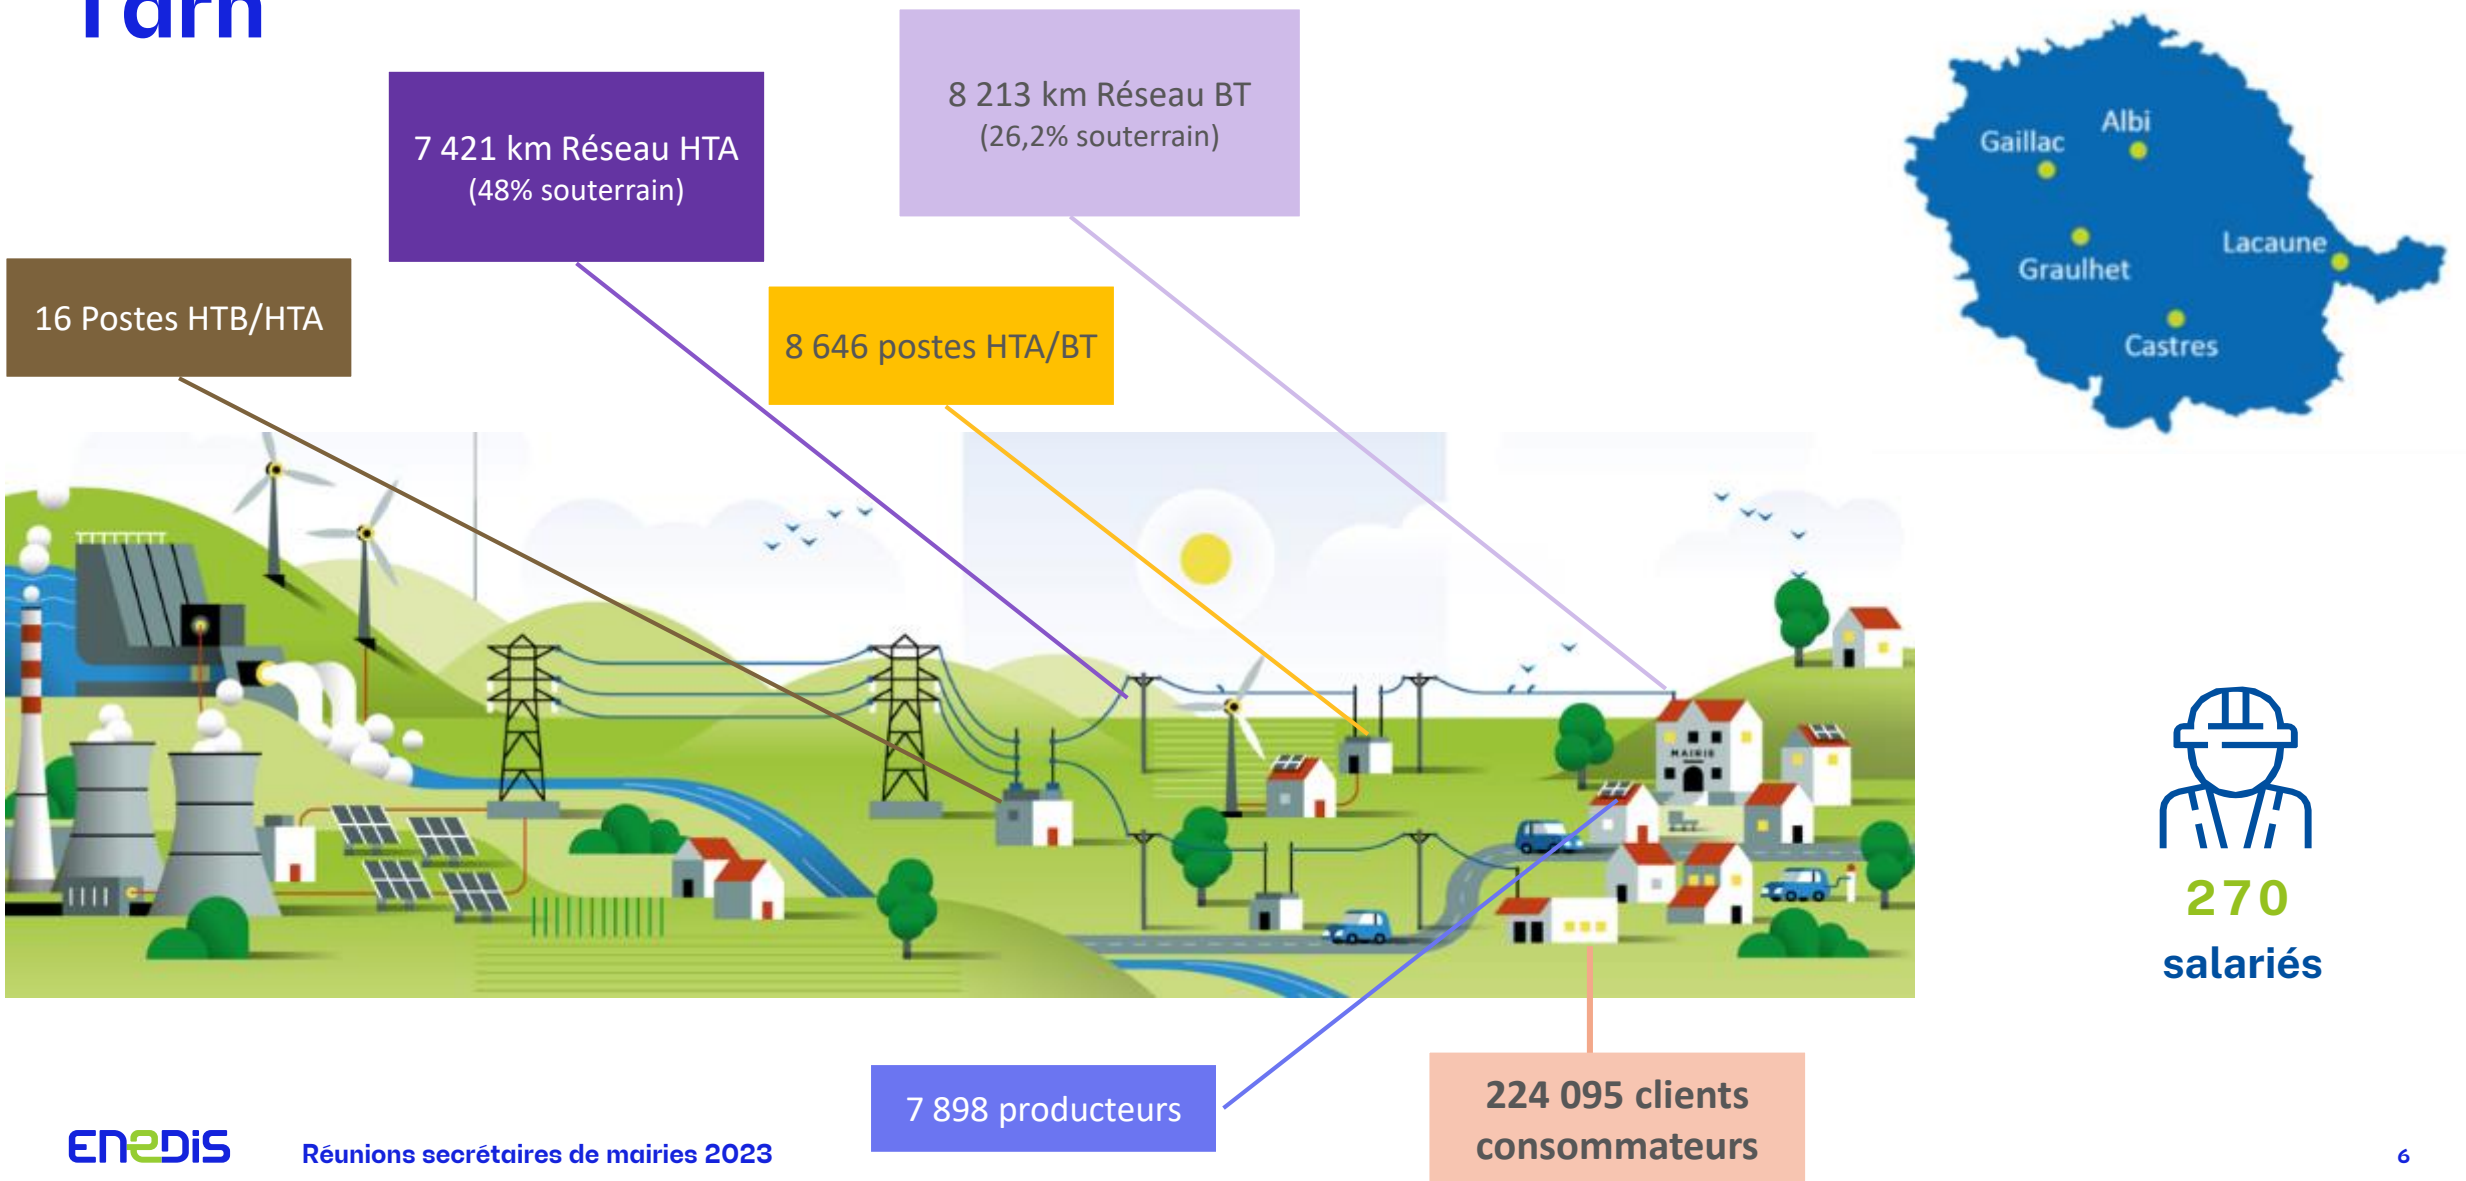 Tarn
8 213 km Réseau BT
(26,2% souterrain)
7 421 km Réseau HTA
(48% souterrain)
16 Postes HTB/HTA
8 646 postes HTA/BT
Albi
Gaillac
Lacaune
Graulhet
Castres
MAIRIE
270
salariés
7 898 producteurs
224 095 clients
consommateurs
ENEDIS
Réunions secrétaires de mairies 2023
6